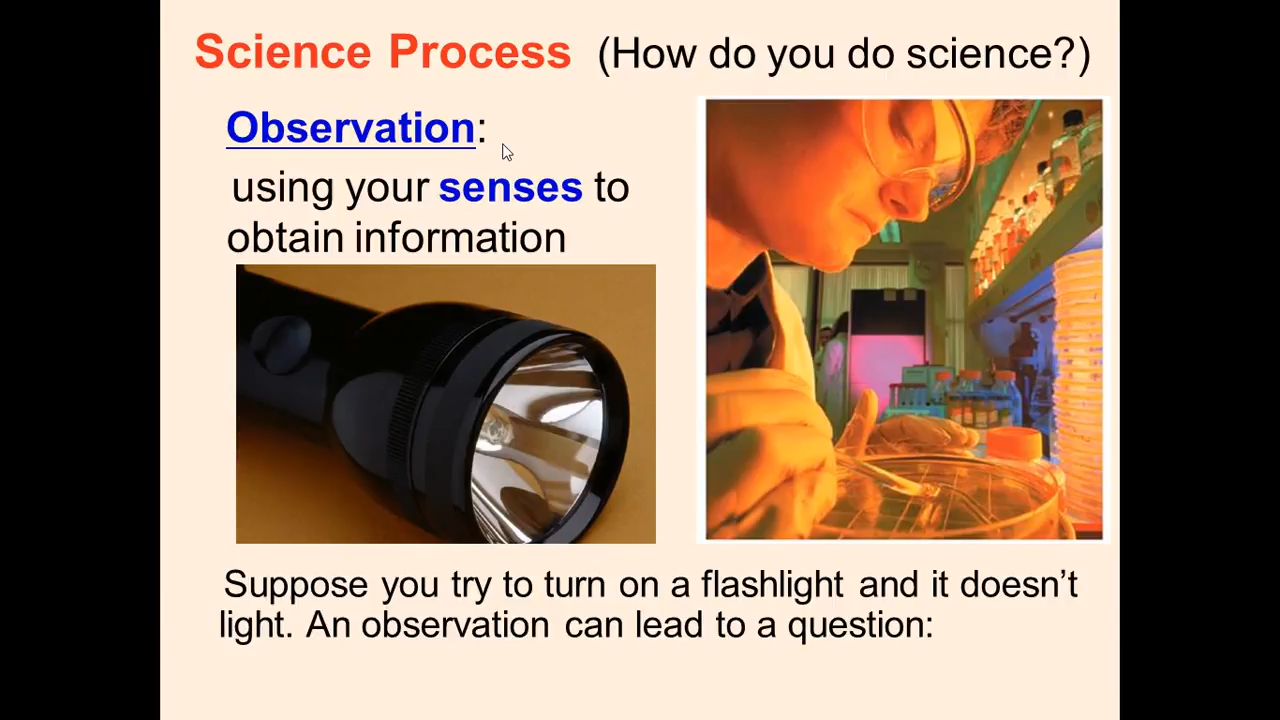 Science Process (How do you do science?)
Observation:
using your senses to
obtain information
Suppose you try to turn on a flashlight and it doesn’t
light. An observation can lead to a question: